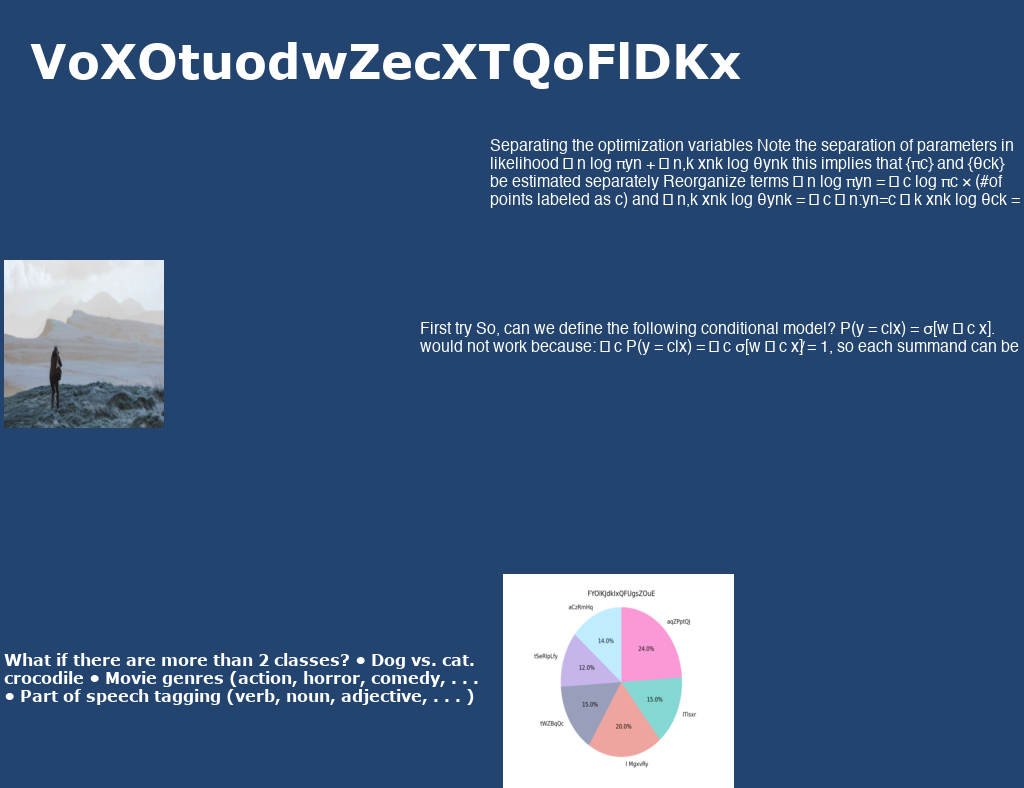 VoXOtuodwZecXTQoFlDKx
Separating the optimization variables Note the separation of parameters in
likelihood � n log πyn + � n,k xnk log θynk this implies that {πc} and {θck}
be estimated separately Reorganize terms � n log πyn = � c log πc × (#of
points labeled as c) and � n,k xnk log θynk = � c � n:yn=c � k xnk log θck =
First try So, can we define the following conditional model? P(y = c|x) = σ[w � c x].
would not work because: � c P(y = c|x) = � c σ[w � c x] ̸= 1, so each summand can be
What if there are more than 2 classes? • Dog vs. cat.
crocodile • Movie genres (action, horror, comedy, . . .
• Part of speech tagging (verb, noun, adjective, . . . )
aCzRmHq
aqZPptQJ
14.0%
24.0%
tSeRlpLfy
12.0%
15.0%
15.0%
tWZBqQc
20.0%
l MgxvRy